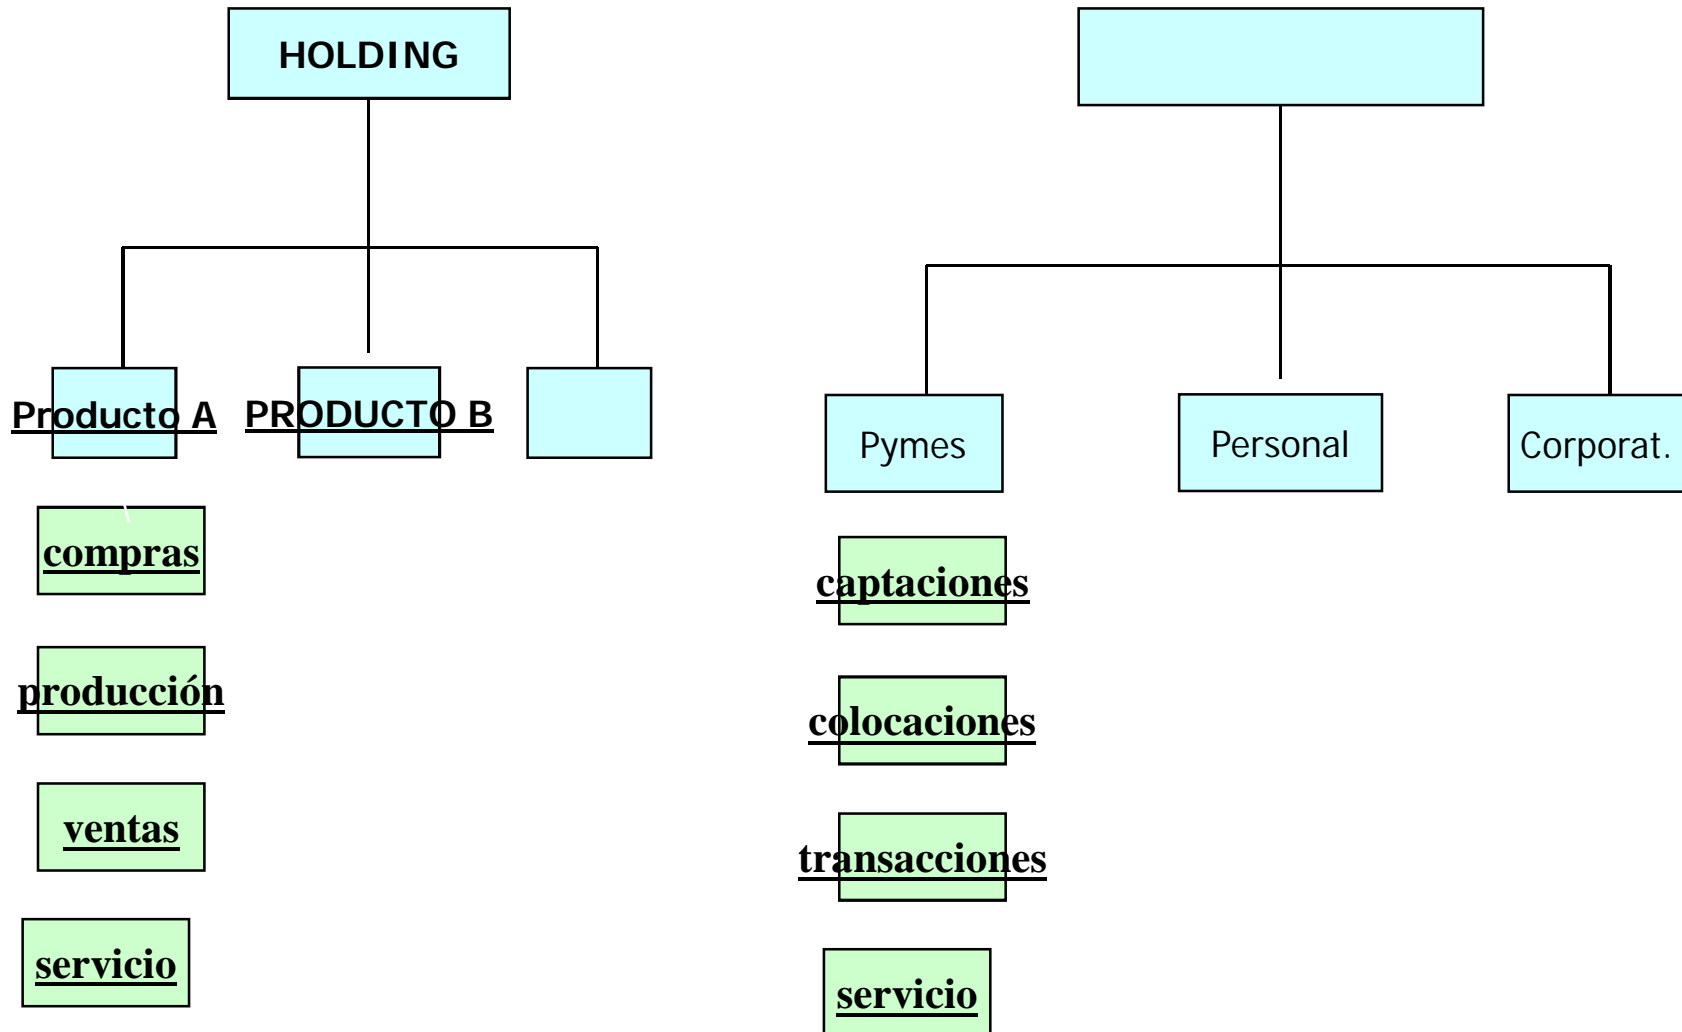 HOLDING
Producto A
PRODUCTO B
compras
producción
ventas
servicio
Pymes
Personal
Corporat.
captaciones
colocaciones
transacciones
servicio